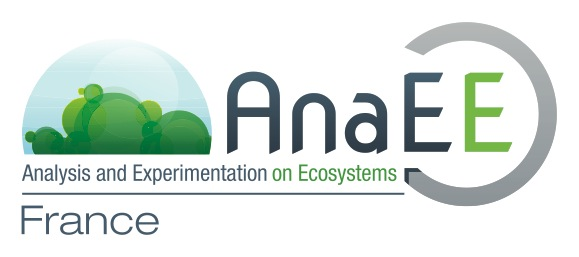 AnaEE
Analysis and Experimentation on Ecosystems
France